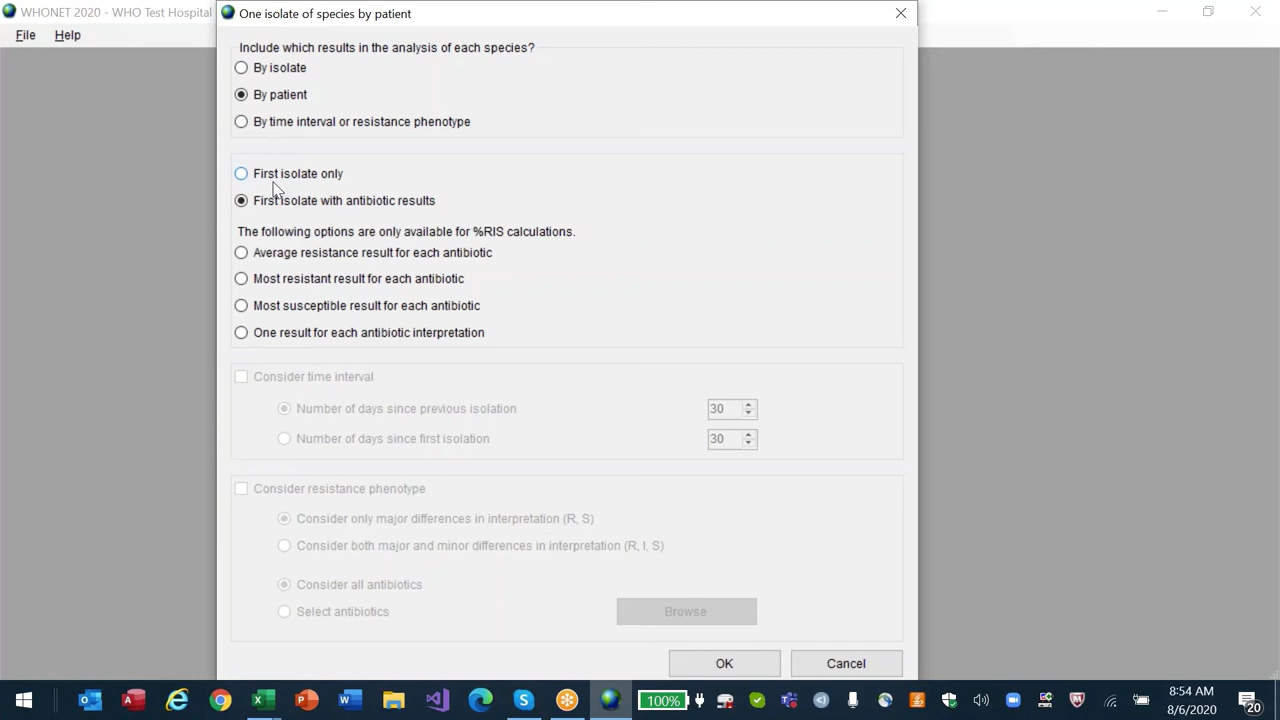 WHONET 2020 - WHO Test Hospital
One isolate of species by patient
File Help
Include which results in the analysis of each species?
By isolate
By patient
By time interval or resistance phenotype
First isolate only
First isolate with antibiotic results
The following options are only available for %RIS calculations.
Average resistance result for each antibiotic
Most resistant result for each antibiotic
Most susceptible result for each antibiotic
One result for each antibiotic interpretation
Consider time interval
Number of days since previous isolation 30
Number of days since first isolation 30
Consider resistance phenotype
Consider only major differences in interpretation (R, S)
Consider both major and minor differences in interpretation (R, I, S)
Consider all antibiotics
Select antibiotics Browse
OK Cancel
100%
8:54 AM
8/6/2020
20